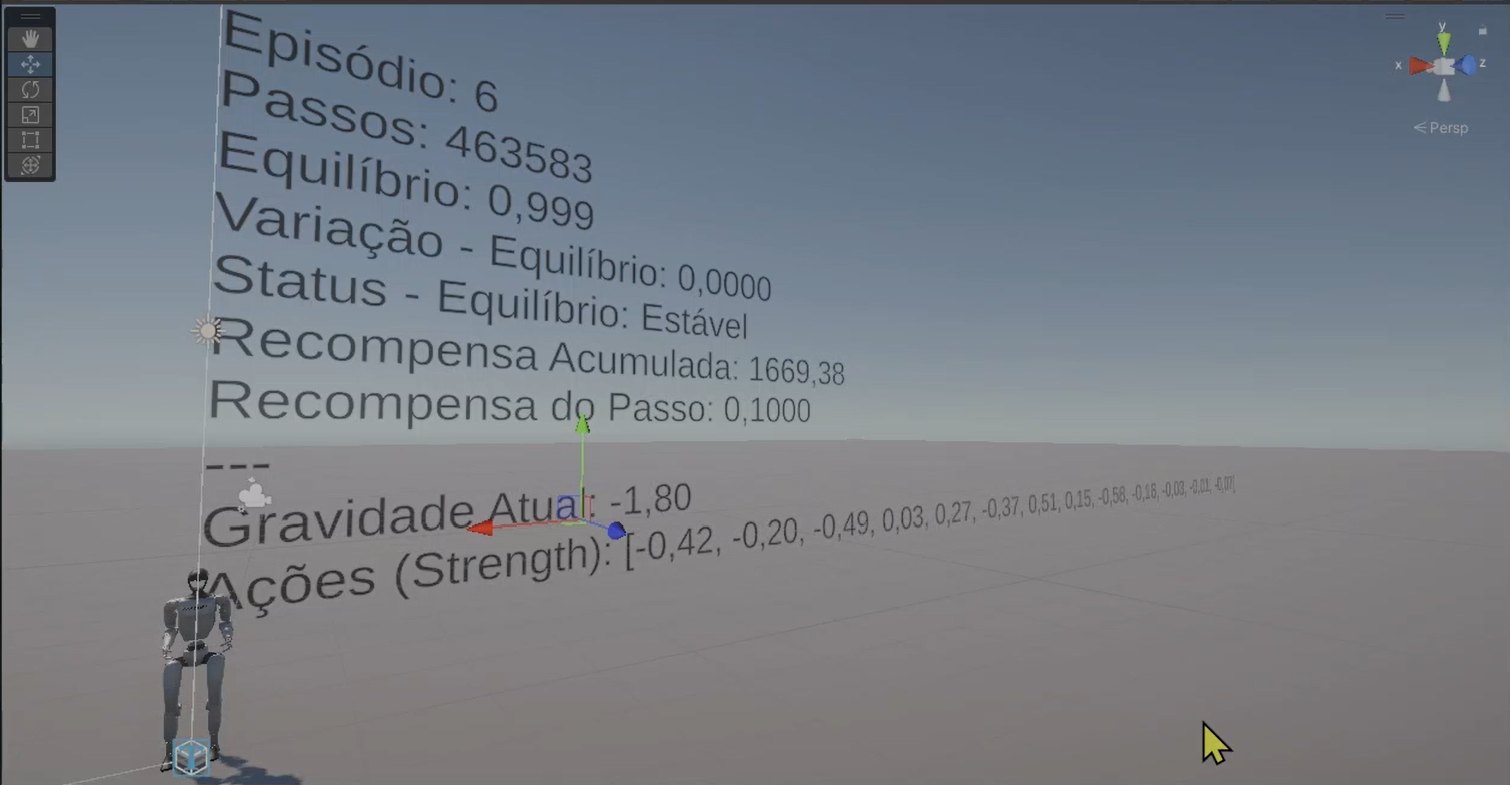 Episódio: 6
Passos: 463583
Equilíbrio: 0,999
Variação - Equilíbrio: 0,0000
Status - Equilíbrio: Estável
Recompensa Acumulada: 1669,38
Recompensa do Passo: 0,1000
---
Gravidade Atual: -1,80
Ações (Strength): [-0,42, -0,20, -0,49, 0,03, 0,27, -0,37, 0,51, 0,15, -0,58, -0,16, -0,03, -0,01,
y
x
z
Persp